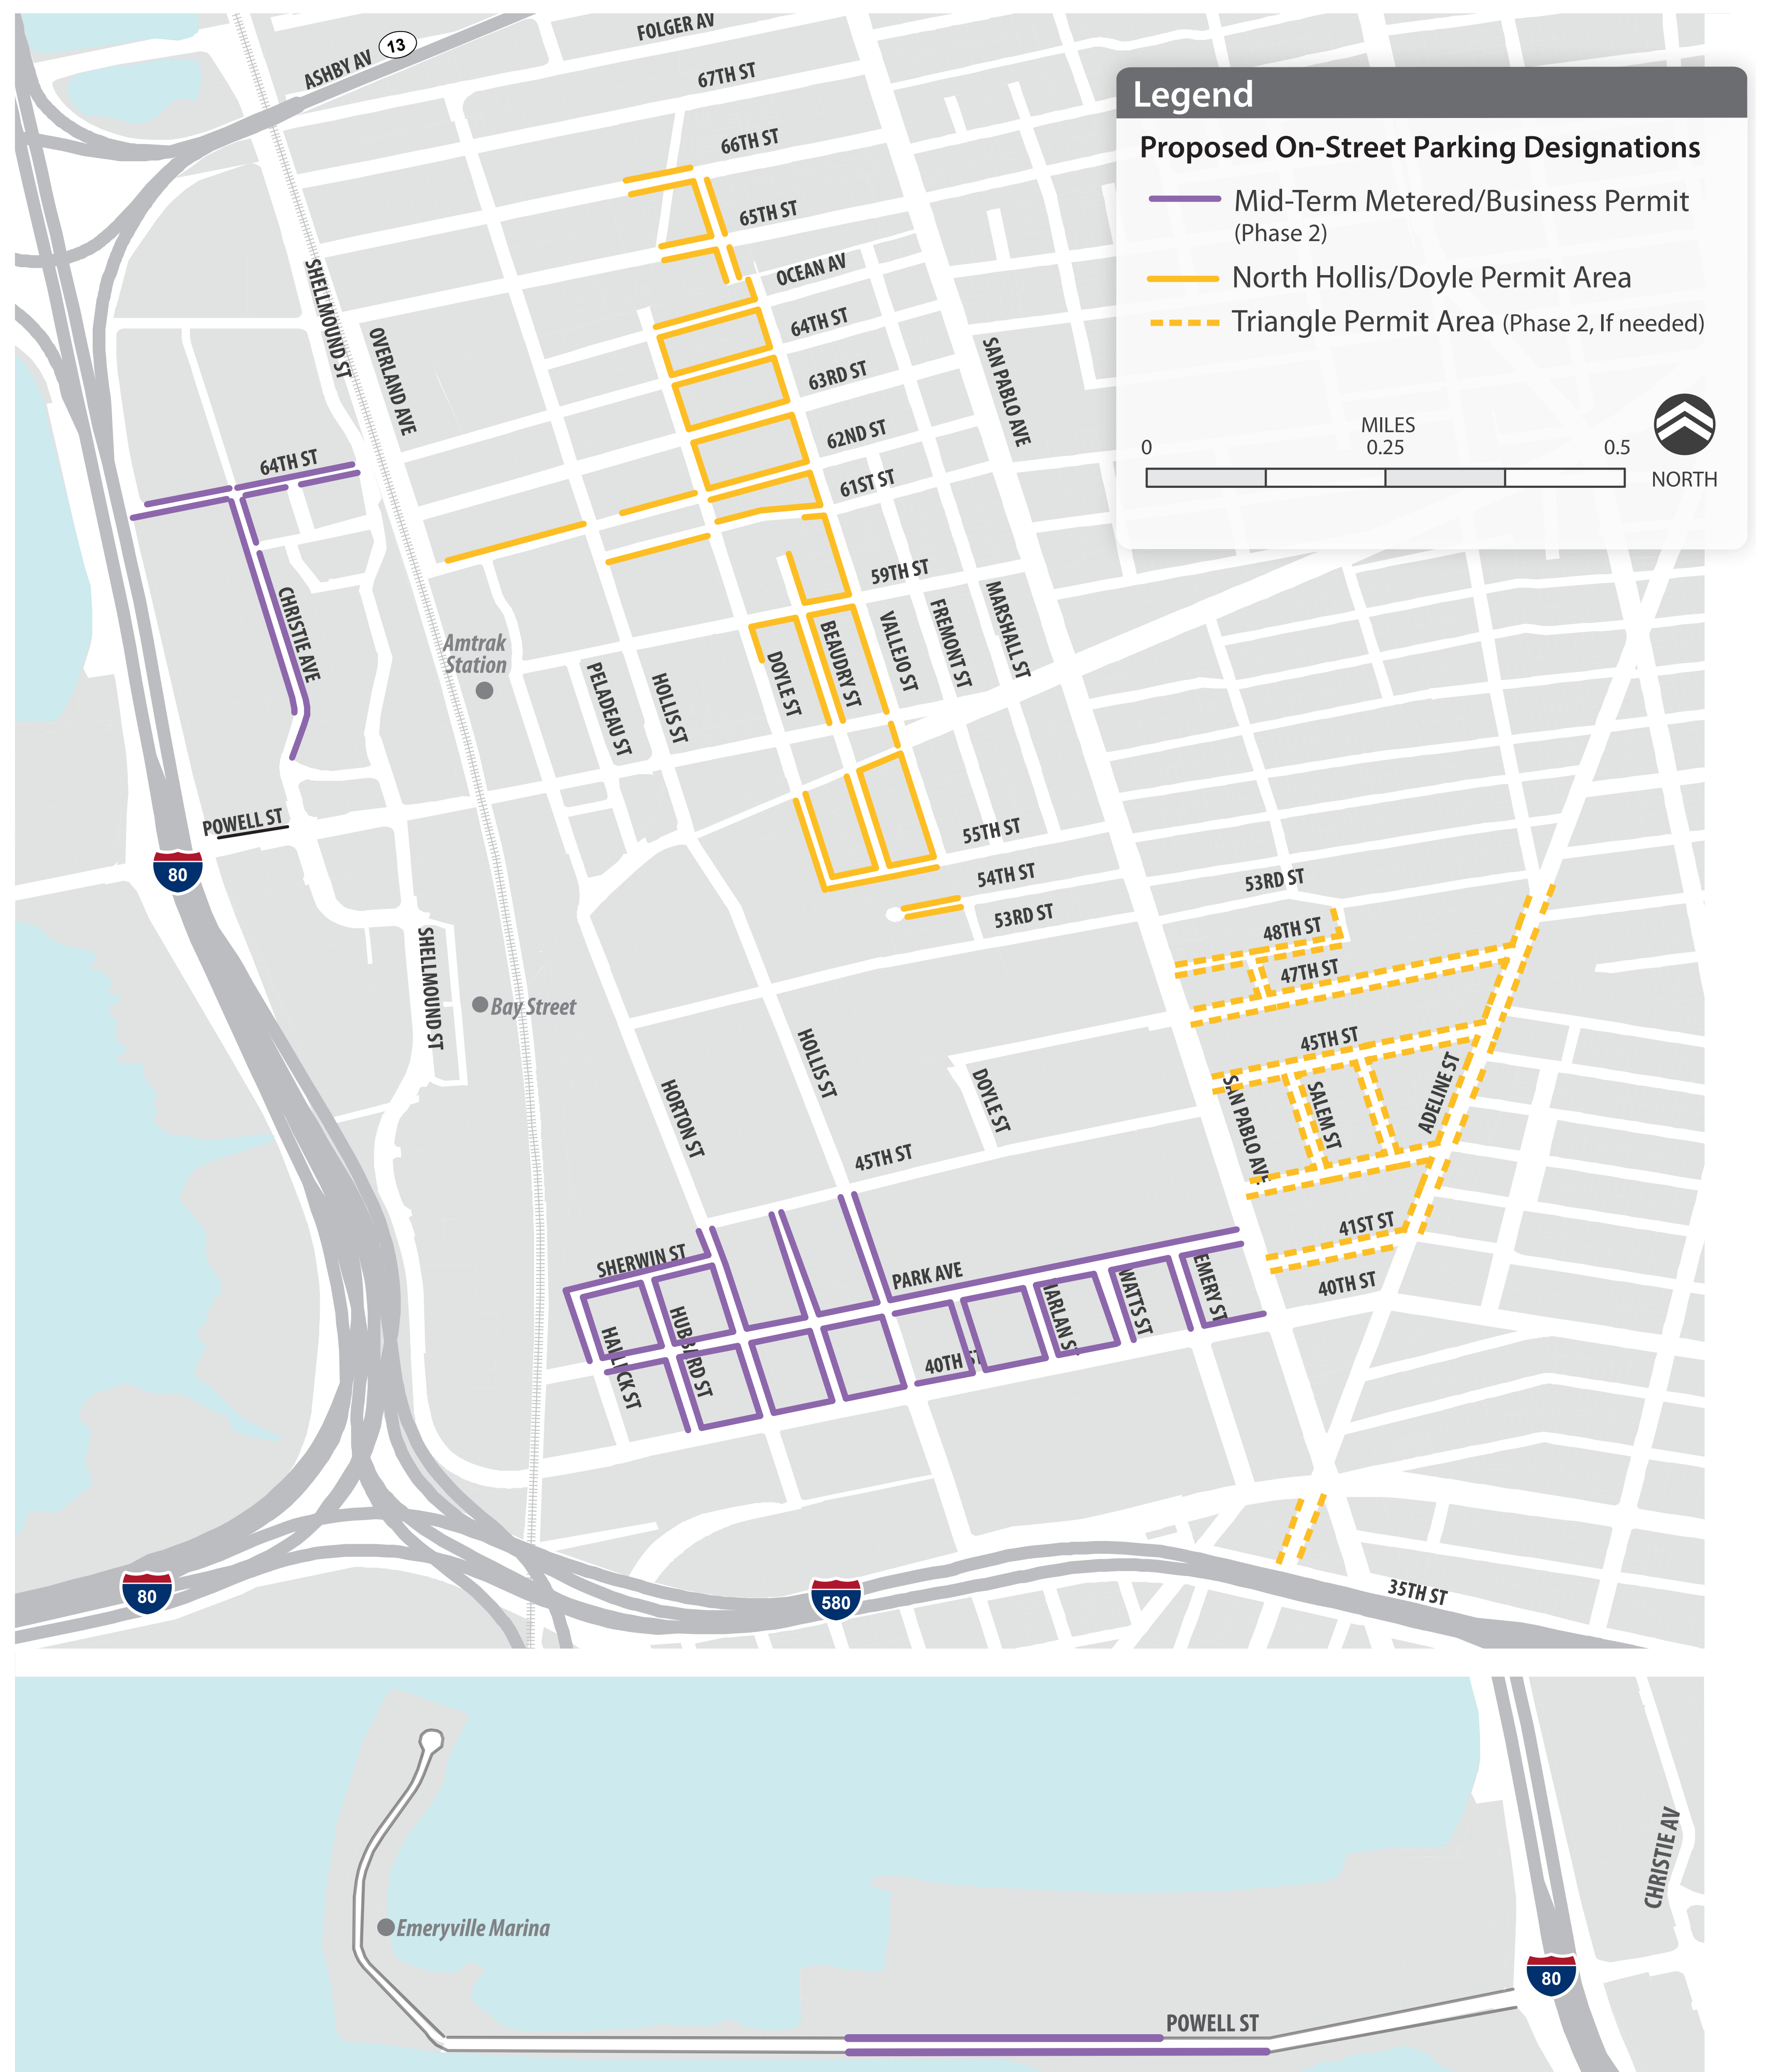 FOLGER AV
13
ASHBY AV
67TH ST
Legend
Proposed On-Street Parking Designations
Mid-Term Metered/Business Permit
(Phase 2)
North Hollis/Doyle Permit Area
Triangle Permit Area (Phase 2, If needed)
MILES
0
0.25
0.5
NORTH
66TH ST
65TH ST
OCEAN AV
SHELLMOUND ST
OVERLAND AVE
64TH ST
SAN PABLO AVE
63RD ST
62ND ST
64TH ST
61ST ST
59TH ST
CHRISTIE AVE
Amtrak
Station
PELADEAU ST
HOLLIS ST
DOYLE ST
BEAUDRY ST
VALLEJO ST
FREMONT ST
MARSHALL ST
POWELL ST
80
55TH ST
54TH ST
53RD ST
53RD ST
48TH ST
47TH ST
SHELLMOUND ST
Bay Street
HOLLIS ST
HORTON ST
DOYLE ST
45TH ST
45TH ST
SAN PABLO AVE
SALEM ST
ADELINE ST
41ST ST
40TH ST
SHERWIN ST
PARK AVE
HUBBARD ST
HARLAN ST
WATTS ST
EMERY ST
40TH ST
80
580
35TH ST
CHRISTIE AV
Emeryville Marina
80
POWELL ST